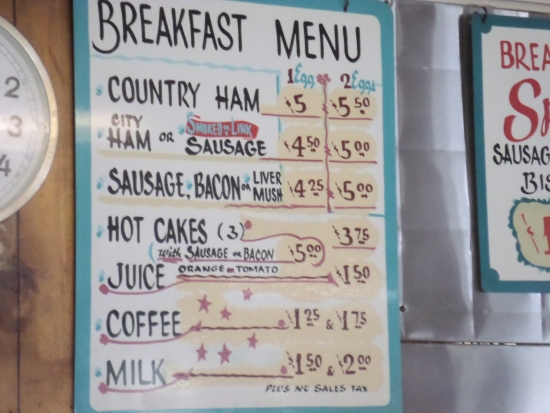 BREAKFAST MENU
1 Egg 2 Eggs
COUNTRY HAM $5 $5.50
CITY HAM OR SMOKED LINK SAUSAGE $4.50 $5.00
SAUSAGE, BACON OR LIVER MUSH $4.25 $5.00
HOT CAKES (3) $3.75
(with SAUSAGE OR BACON $5.00
JUICE ORANGE OR TOMATO $1.50
COFFEE $1.25 & $1.75
MILK $1.50 & $2.00
PLUS NC SALES TAX
2
3
4
BREA
SAUSAG
BIS